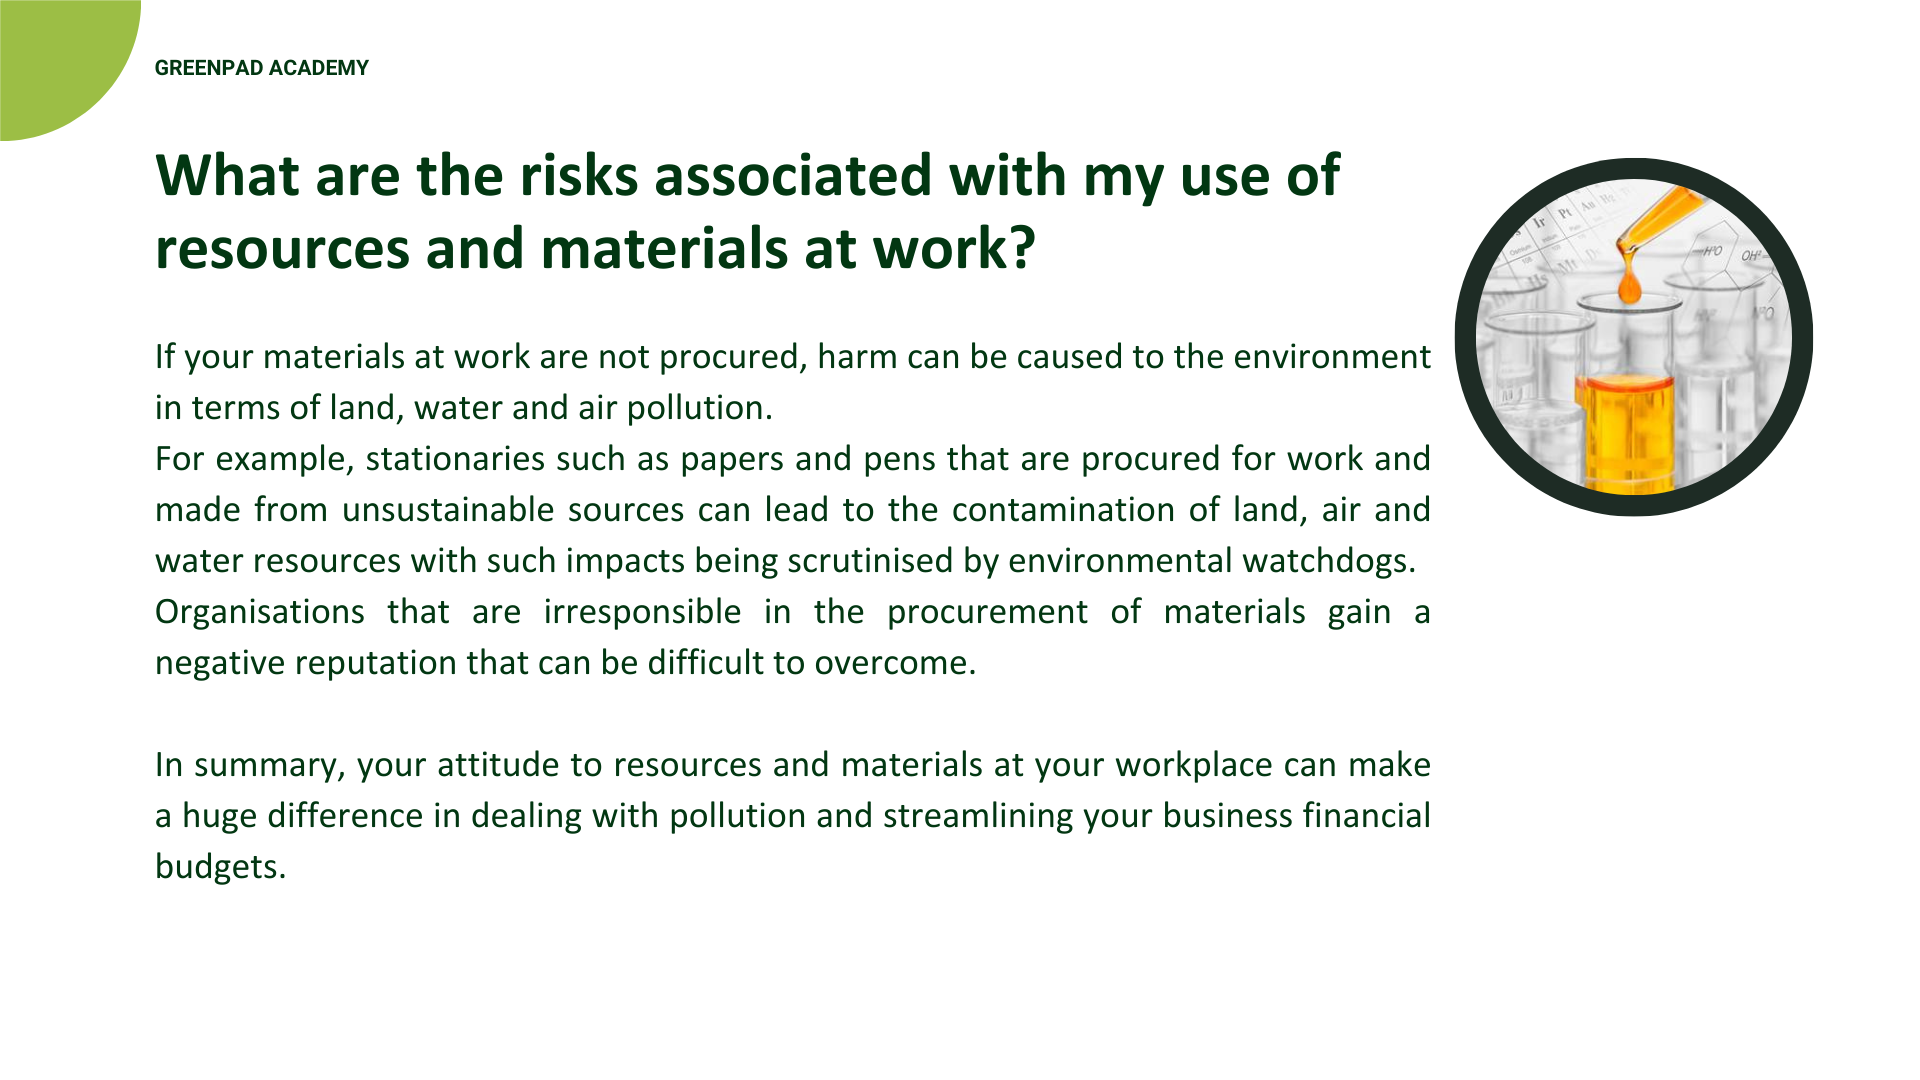 GREENPAD ACADEMY
What are the risks associated with my use of
resources and materials at work?
If your materials at work are not procured, harm can be caused to the environment
in terms of land, water and air pollution.
For example, stationaries such as papers and pens that are procured for work and
made from unsustainable sources can lead to the contamination of land, air and
water resources with such impacts being scrutinised by environmental watchdogs.
Organisations that are irresponsible in the procurement of materials gain a
negative reputation that can be difficult to overcome.
In summary, your attitude to resources and materials at your workplace can make
a huge difference in dealing with pollution and streamlining your business financial
budgets.
Ir
Pt
Au
Hg
Mt
Hs